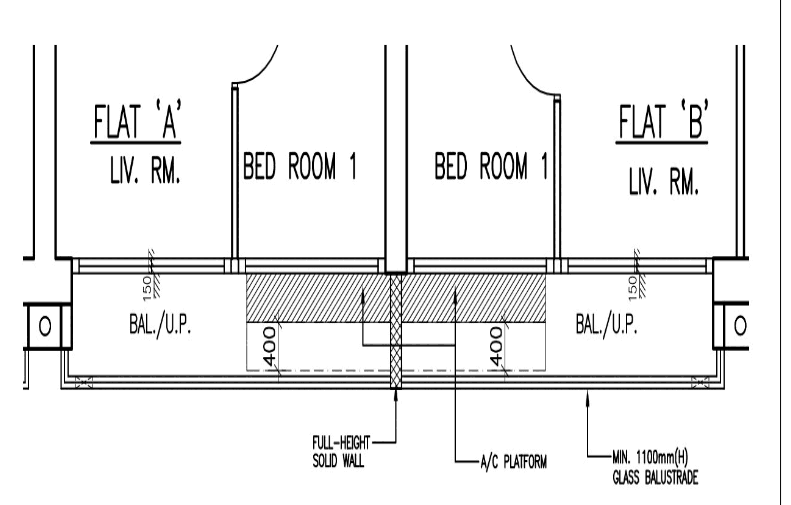 FLAT 'A'
LIV. RM.
BED ROOM 1
BED ROOM 1
FLAT 'B'
LIV. RM.
150
BAL./U.P.
400
400
150
BAL./U.P.
FULL-HEIGHT
SOLID WALL
A/C PLATFORM
MIN. 1100mm(H)
GLASS BALUSTRADE